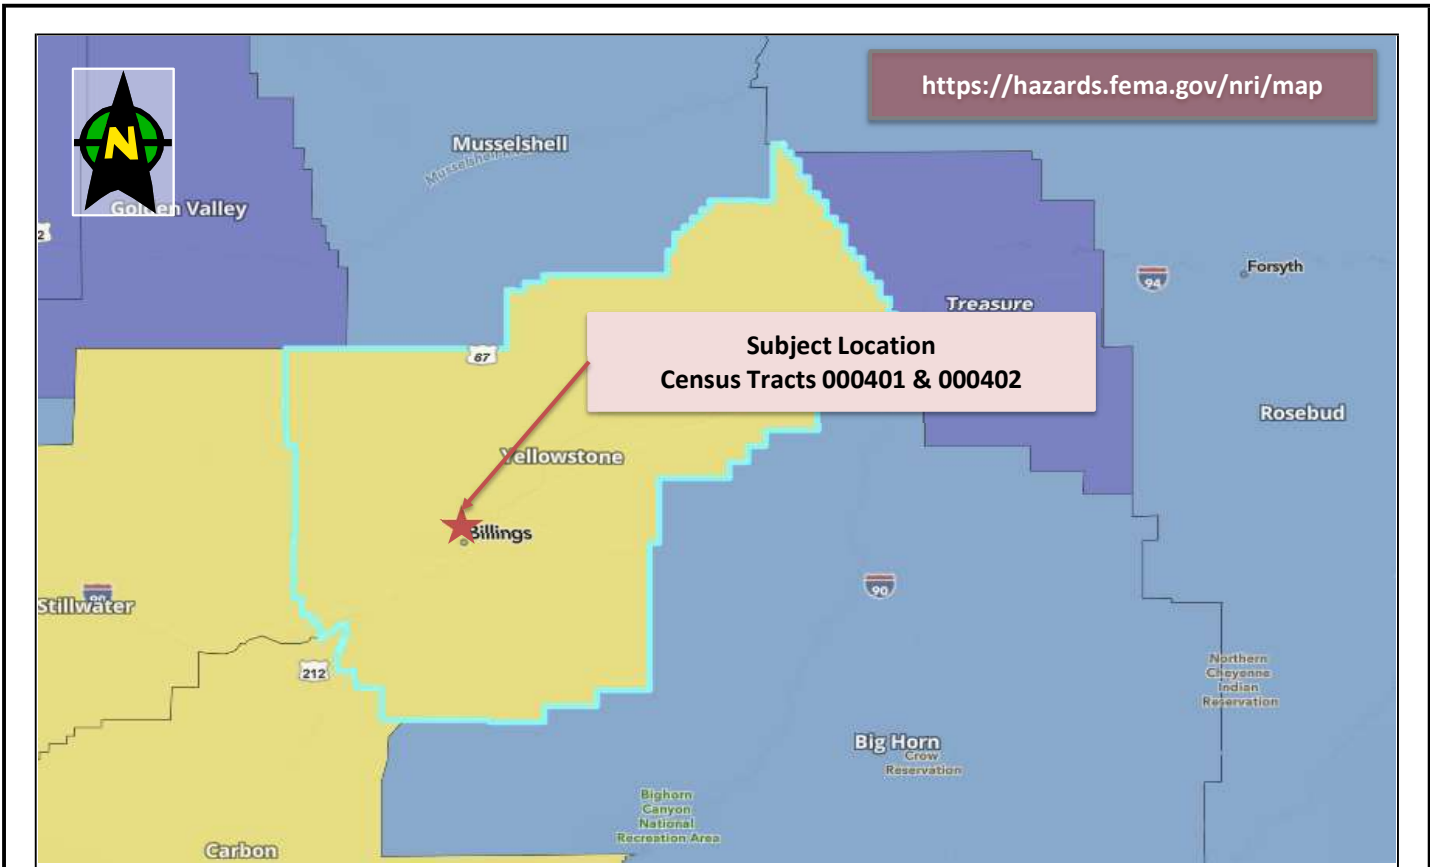 https://hazards.fema.gov/nri/map
N
Musselshell
Golden Valley
2
94
Forsyth
Treasure
87
Subject Location
Census Tracts 000401 & 000402
Rosebud
Yellowstone
Billings
90
90
Stillwater
212
Northern
Cheyenne
Indian
Reservation
Big Horn
Crow
Reservation
Bighorn
Canyon
National
Recreation Area
Carbon